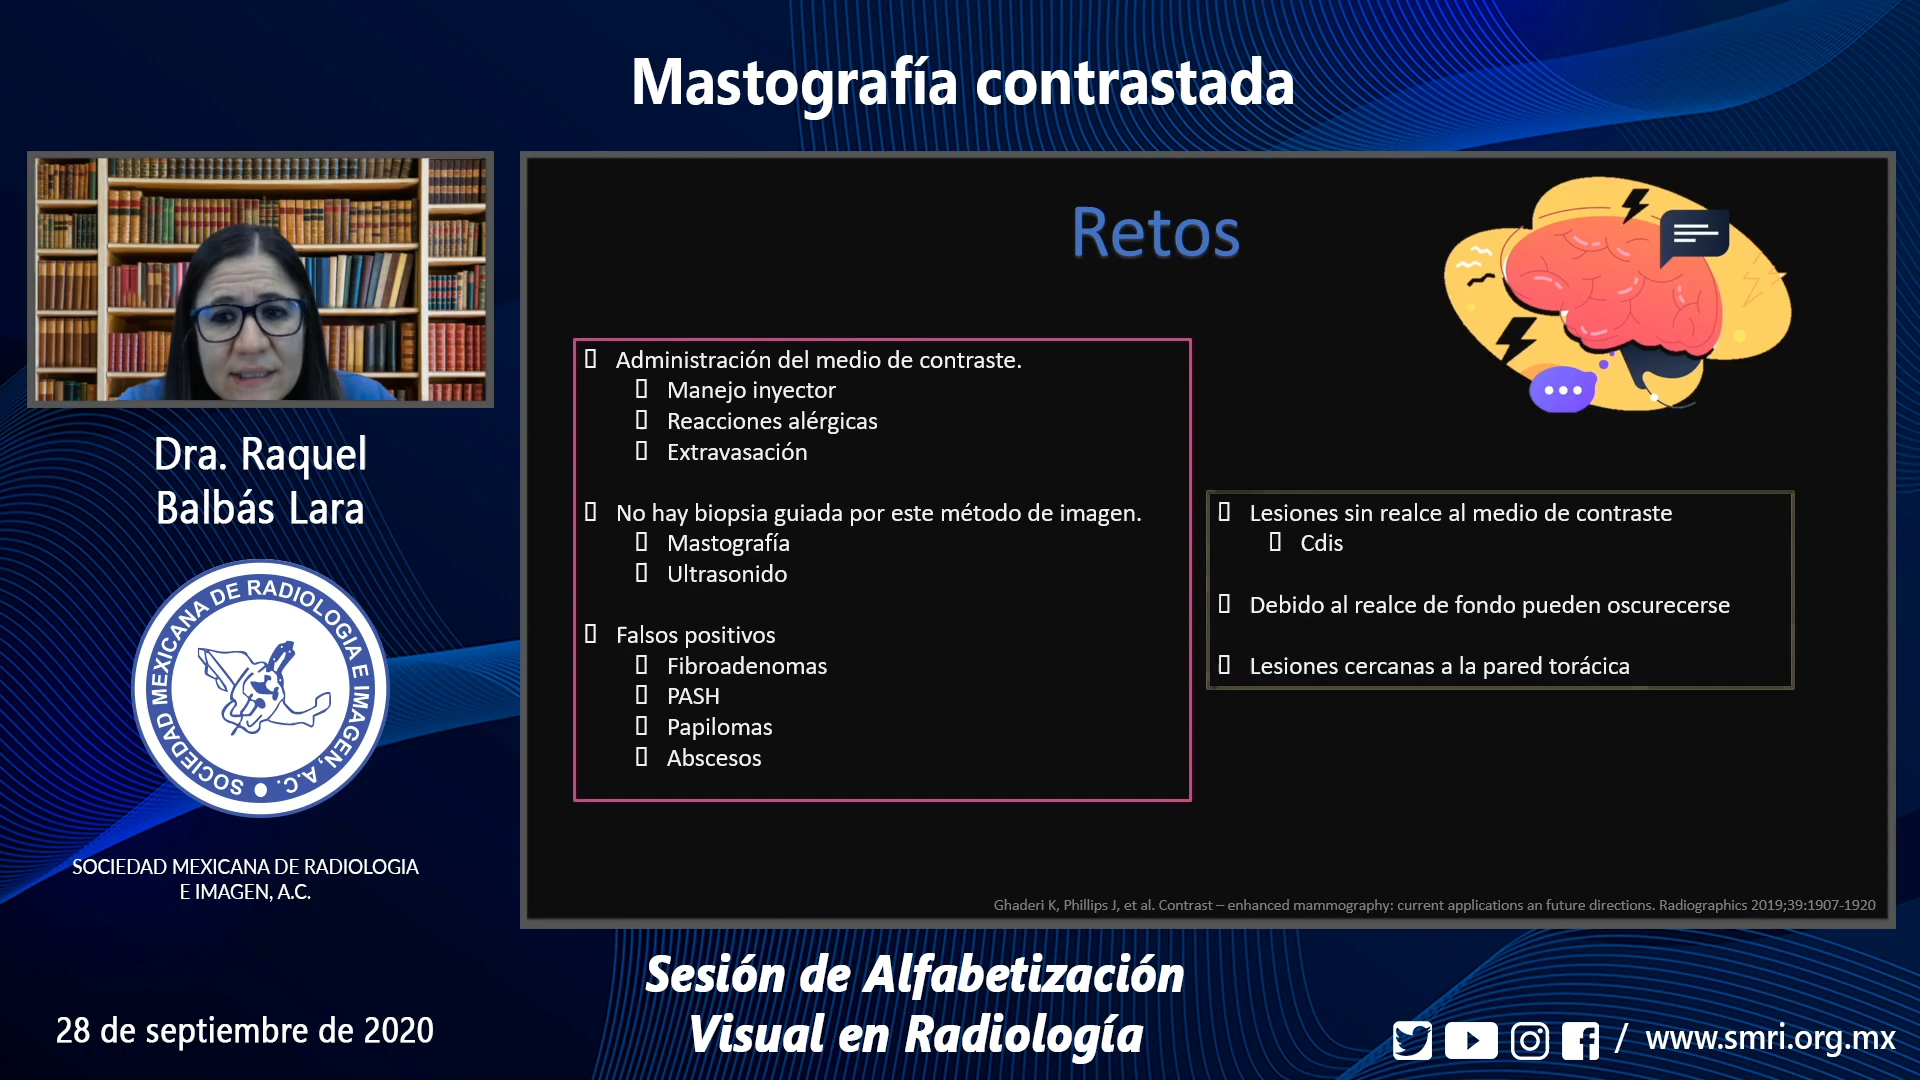 Mastografía contrastada
Dra. Raquel
Balbás Lara
SOCIEDAD MEXICANA DE RADIOLOGIA E IMAGEN, A.C.
SOCIEDAD MEXICANA DE RADIOLOGIA
E IMAGEN, A.C.
28 de septiembre de 2020
Retos
Administración del medio de contraste.
Manejo inyector
Reacciones alérgicas
Extravasación
No hay biopsia guiada por este método de imagen.
Mastografía
Ultrasonido
Falsos positivos
Fibroadenomas
PASH
Papilomas
Abscesos
Lesiones sin realce al medio de contraste
Cdis
Debido al realce de fondo pueden oscurecerse
Lesiones cercanas a la pared torácica
Ghaderi K, Phillips J, et al. Contrast – enhanced mammography: current applications an future directions. Radiographics 2019;39:1907-1920
Sesión de Alfabetización
Visual en Radiología
/ www.smri.org.mx